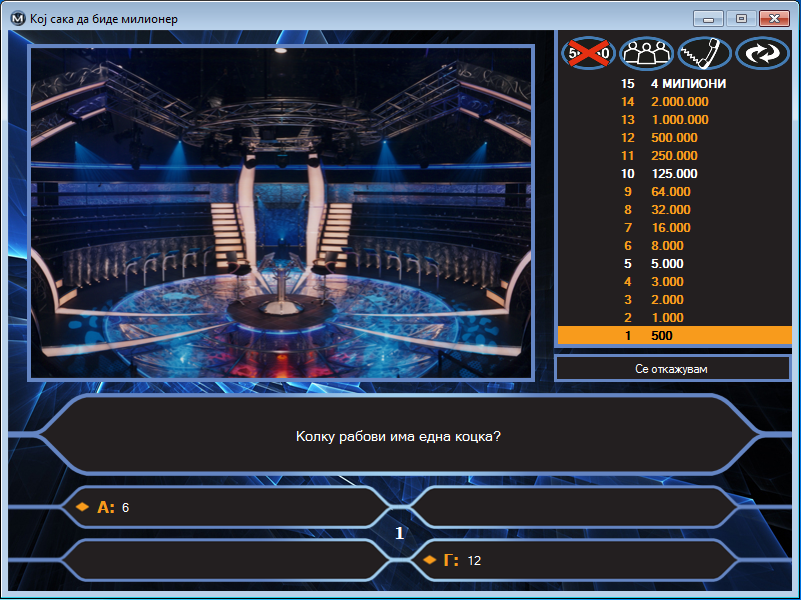 Кој сака да биде милионер
15 4 МИЛИОНИ
14 2.000.000
13 1.000.000
12 500.000
11 250.000
10 125.000
9 64.000
8 32.000
7 16.000
6 8.000
5 5.000
4 3.000
3 2.000
2 1.000
1 500
Се откажувам
Колку рабови има една коцка?
А: 6
1
Г: 12